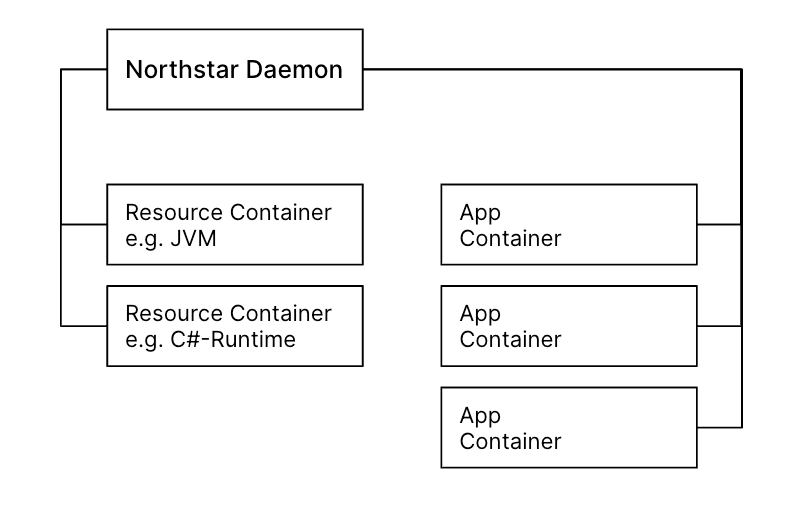 Northstar Daemon
Resource Container
e.g. JVM
Resource Container
e.g. C#-Runtime
App
Container
App
Container
App
Container